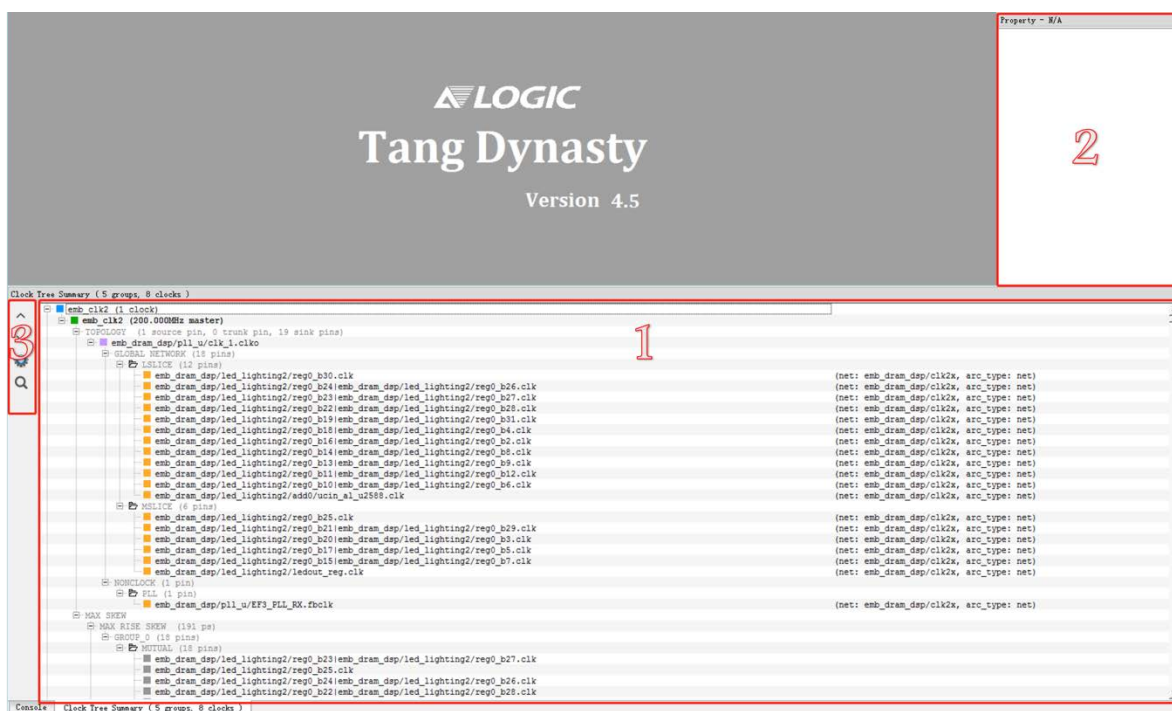 Property - N/A
LOGIC
Tang Dynasty
Version 4.5
2
Clock Tree Summary ( 5 groups, 8 clocks )
3
1
emb_clk2 (1 clock)
emb_clk2 (200.000MHz master)
TOPOLOGY (1 source pin, 0 trunk pin, 19 sink pins)
emb_dram_dsp/pll_u/clk_1.clko
GLOBAL NETWORK (18 pins)
LSLICE (12 pins)
emb_dram_dsp/led_lighting2/reg0_b30.clk (net: emb_dram_dsp/clk2x, arc_type: net)
emb_dram_dsp/led_lighting2/reg0_b24|emb_dram_dsp/led_lighting2/reg0_b26.clk (net: emb_dram_dsp/clk2x, arc_type: net)
emb_dram_dsp/led_lighting2/reg0_b23|emb_dram_dsp/led_lighting2/reg0_b27.clk (net: emb_dram_dsp/clk2x, arc_type: net)
emb_dram_dsp/led_lighting2/reg0_b22|emb_dram_dsp/led_lighting2/reg0_b28.clk (net: emb_dram_dsp/clk2x, arc_type: net)
emb_dram_dsp/led_lighting2/reg0_b19|emb_dram_dsp/led_lighting2/reg0_b31.clk (net: emb_dram_dsp/clk2x, arc_type: net)
emb_dram_dsp/led_lighting2/reg0_b18|emb_dram_dsp/led_lighting2/reg0_b4.clk (net: emb_dram_dsp/clk2x, arc_type: net)
emb_dram_dsp/led_lighting2/reg0_b16|emb_dram_dsp/led_lighting2/reg0_b2.clk (net: emb_dram_dsp/clk2x, arc_type: net)
emb_dram_dsp/led_lighting2/reg0_b14|emb_dram_dsp/led_lighting2/reg0_b8.clk (net: emb_dram_dsp/clk2x, arc_type: net)
emb_dram_dsp/led_lighting2/reg0_b13|emb_dram_dsp/led_lighting2/reg0_b9.clk (net: emb_dram_dsp/clk2x, arc_type: net)
emb_dram_dsp/led_lighting2/reg0_b11|emb_dram_dsp/led_lighting2/reg0_b12.clk (net: emb_dram_dsp/clk2x, arc_type: net)
emb_dram_dsp/led_lighting2/reg0_b10|emb_dram_dsp/led_lighting2/reg0_b6.clk (net: emb_dram_dsp/clk2x, arc_type: net)
emb_dram_dsp/led_lighting2/add0/ucin_al_u2588.clk (net: emb_dram_dsp/clk2x, arc_type: net)
MSLICE (6 pins)
emb_dram_dsp/led_lighting2/reg0_b25.clk (net: emb_dram_dsp/clk2x, arc_type: net)
emb_dram_dsp/led_lighting2/reg0_b21|emb_dram_dsp/led_lighting2/reg0_b29.clk (net: emb_dram_dsp/clk2x, arc_type: net)
emb_dram_dsp/led_lighting2/reg0_b20|emb_dram_dsp/led_lighting2/reg0_b3.clk (net: emb_dram_dsp/clk2x, arc_type: net)
emb_dram_dsp/led_lighting2/reg0_b17|emb_dram_dsp/led_lighting2/reg0_b5.clk (net: emb_dram_dsp/clk2x, arc_type: net)
emb_dram_dsp/led_lighting2/reg0_b15|emb_dram_dsp/led_lighting2/reg0_b7.clk (net: emb_dram_dsp/clk2x, arc_type: net)
emb_dram_dsp/led_lighting2/ledout_reg.clk (net: emb_dram_dsp/clk2x, arc_type: net)
NONCLOCK (1 pin)
PLL (1 pin)
emb_dram_dsp/pll_u/EF3_PLL_RX.fbclk (net: emb_dram_dsp/clk2x, arc_type: net)
MAX SKEW
MAX RISE SKEW (191 ps)
GROUP_0 (18 pins)
MUTUAL (18 pins)
emb_dram_dsp/led_lighting2/reg0_b23|emb_dram_dsp/led_lighting2/reg0_b27.clk
emb_dram_dsp/led_lighting2/reg0_b25.clk
emb_dram_dsp/led_lighting2/reg0_b24|emb_dram_dsp/led_lighting2/reg0_b26.clk
emb_dram_dsp/led_lighting2/reg0_b22|emb_dram_dsp/led_lighting2/reg0_b28.clk
Console Clock Tree Summary ( 5 groups, 8 clocks )